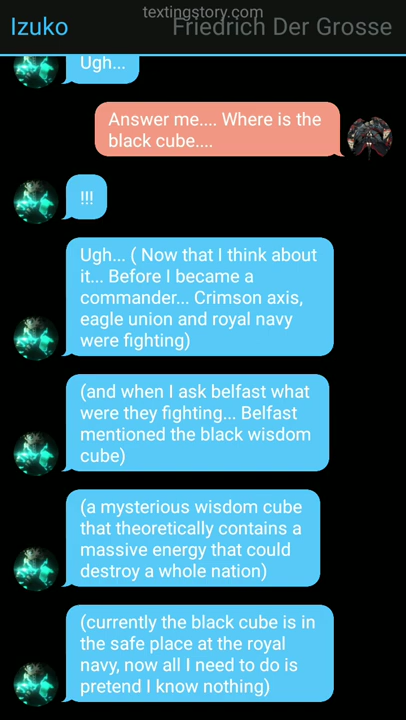 textingstory.com
Izuko
Friedrich Der Grosse
Ugh...
Answer me.... Where is the
black cube....
!!!
Ugh... ( Now that I think about
it... Before I became a
commander... Crimson axis,
eagle union and royal navy
were fighting)
(and when I ask belfast what
were they fighting... Belfast
mentioned the black wisdom
cube)
(a mysterious wisdom cube
that theoretically contains a
massive energy that could
destroy a whole nation)
(currently the black cube is in
the safe place at the royal
navy, now all I need to do is
pretend I know nothing)